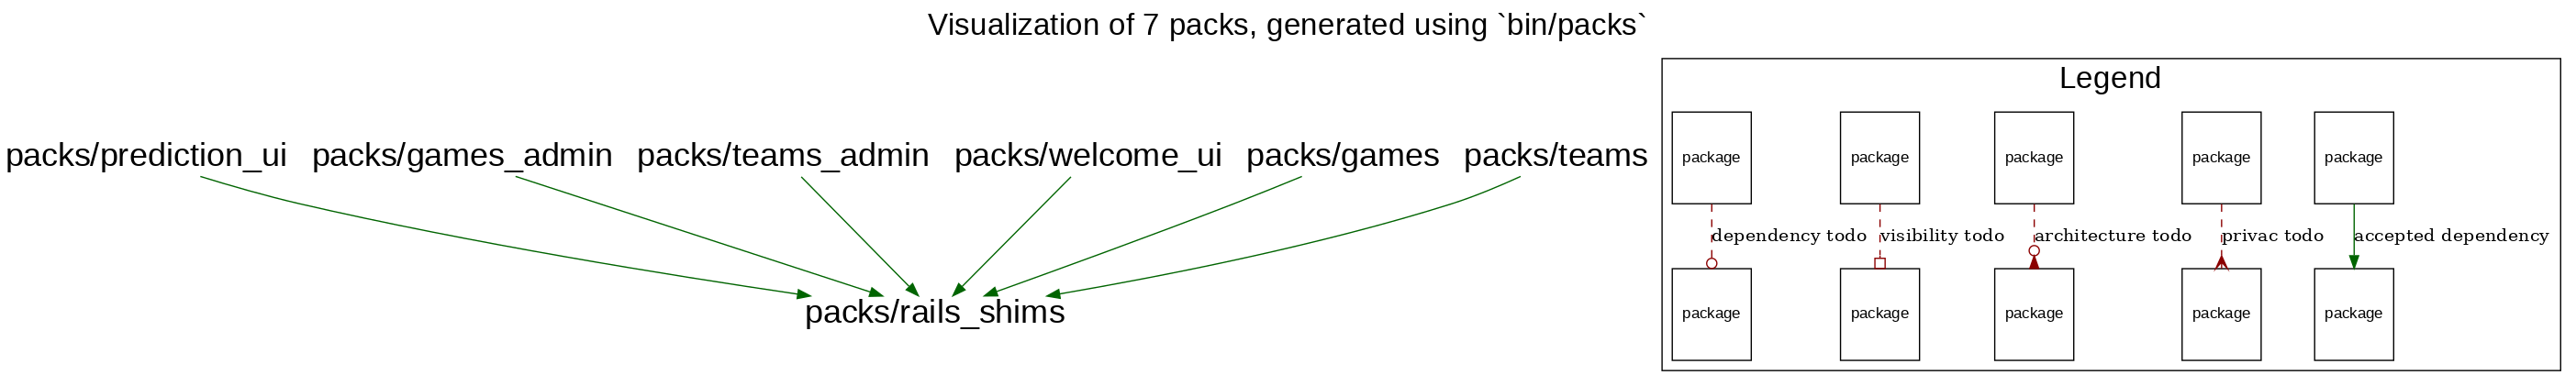 Visualization of 7 packs, generated using `bin/packs`
packs/prediction_ui packs/games_admin packs/teams_admin packs/welcome_ui packs/games packs/teams
packs/rails_shims
Legend
package package package package package
dependency todo visibility todo architecture todo privac todo accepted dependency
package package package package package